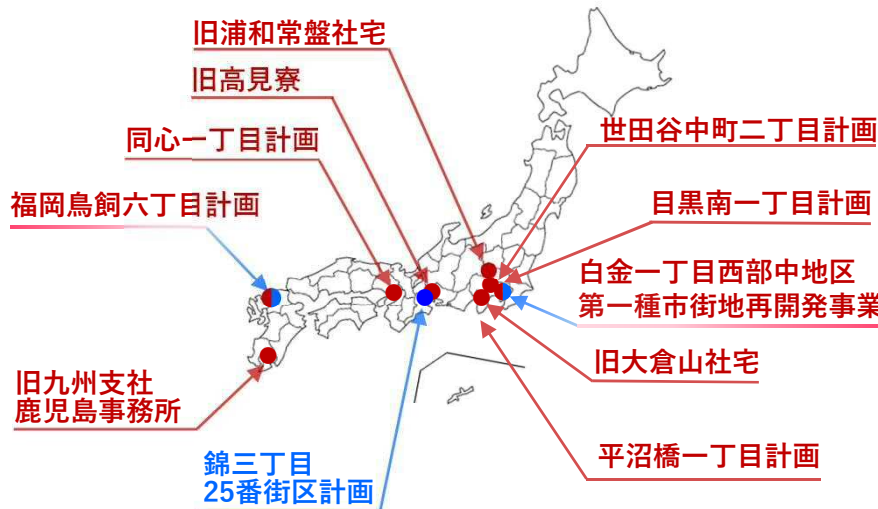 旧浦和常盤社宅
旧高見寮
同心一丁目計画
福岡鳥飼六丁目計画
世田谷中町二丁目計画
目黒南一丁目計画
白金一丁目西部中地区
第一種市街地再開発事業
旧大倉山社宅
平沼橋一丁目計画
旧九州支社
鹿児島事務所
錦三丁目
25番街区計画